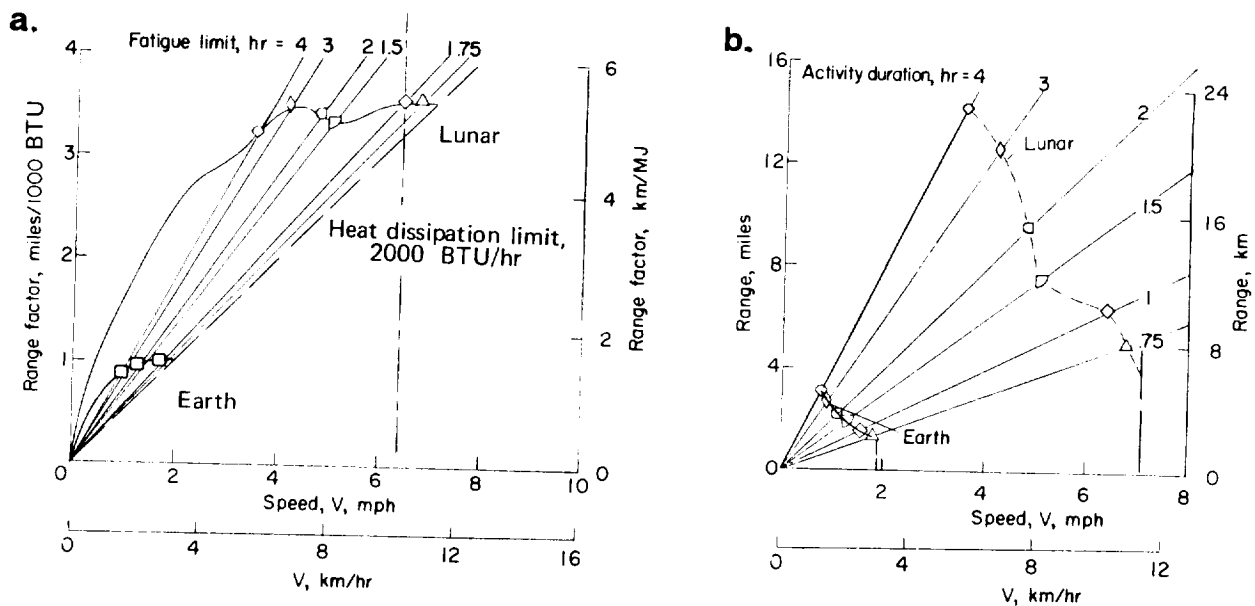 a.
Fatigue limit, hr = 4 3 2 1.5 1.75
4
3
2
1
0
Range factor, miles/1000 BTU
6
4
2
0
Range factor, km/MJ
Lunar
Heat dissipation limit,
2000 BTU/hr
Earth
0 2 4 6 8 10
Speed, V, mph
0 4 8 12 16
V, km/hr
b.
Activity duration, hr = 4
3
2
1.5
1
.75
16
12
8
4
0
Range, miles
24
16
8
0
Range, km
Lunar
Earth
2 4 6 8
Speed, V, mph
0 4 8 12
V, km/hr